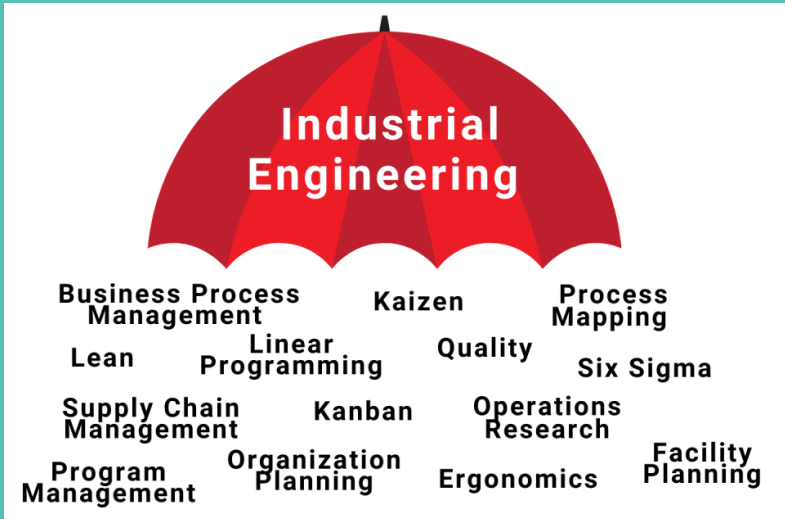 Industrial
Engineering
Business Process
Management
Kaizen
Process
Mapping
Lean
Linear
Programming
Quality
Six Sigma
Supply Chain
Management
Kanban
Operations
Research
Program
Management
Organization
Planning
Ergonomics
Facility
Planning